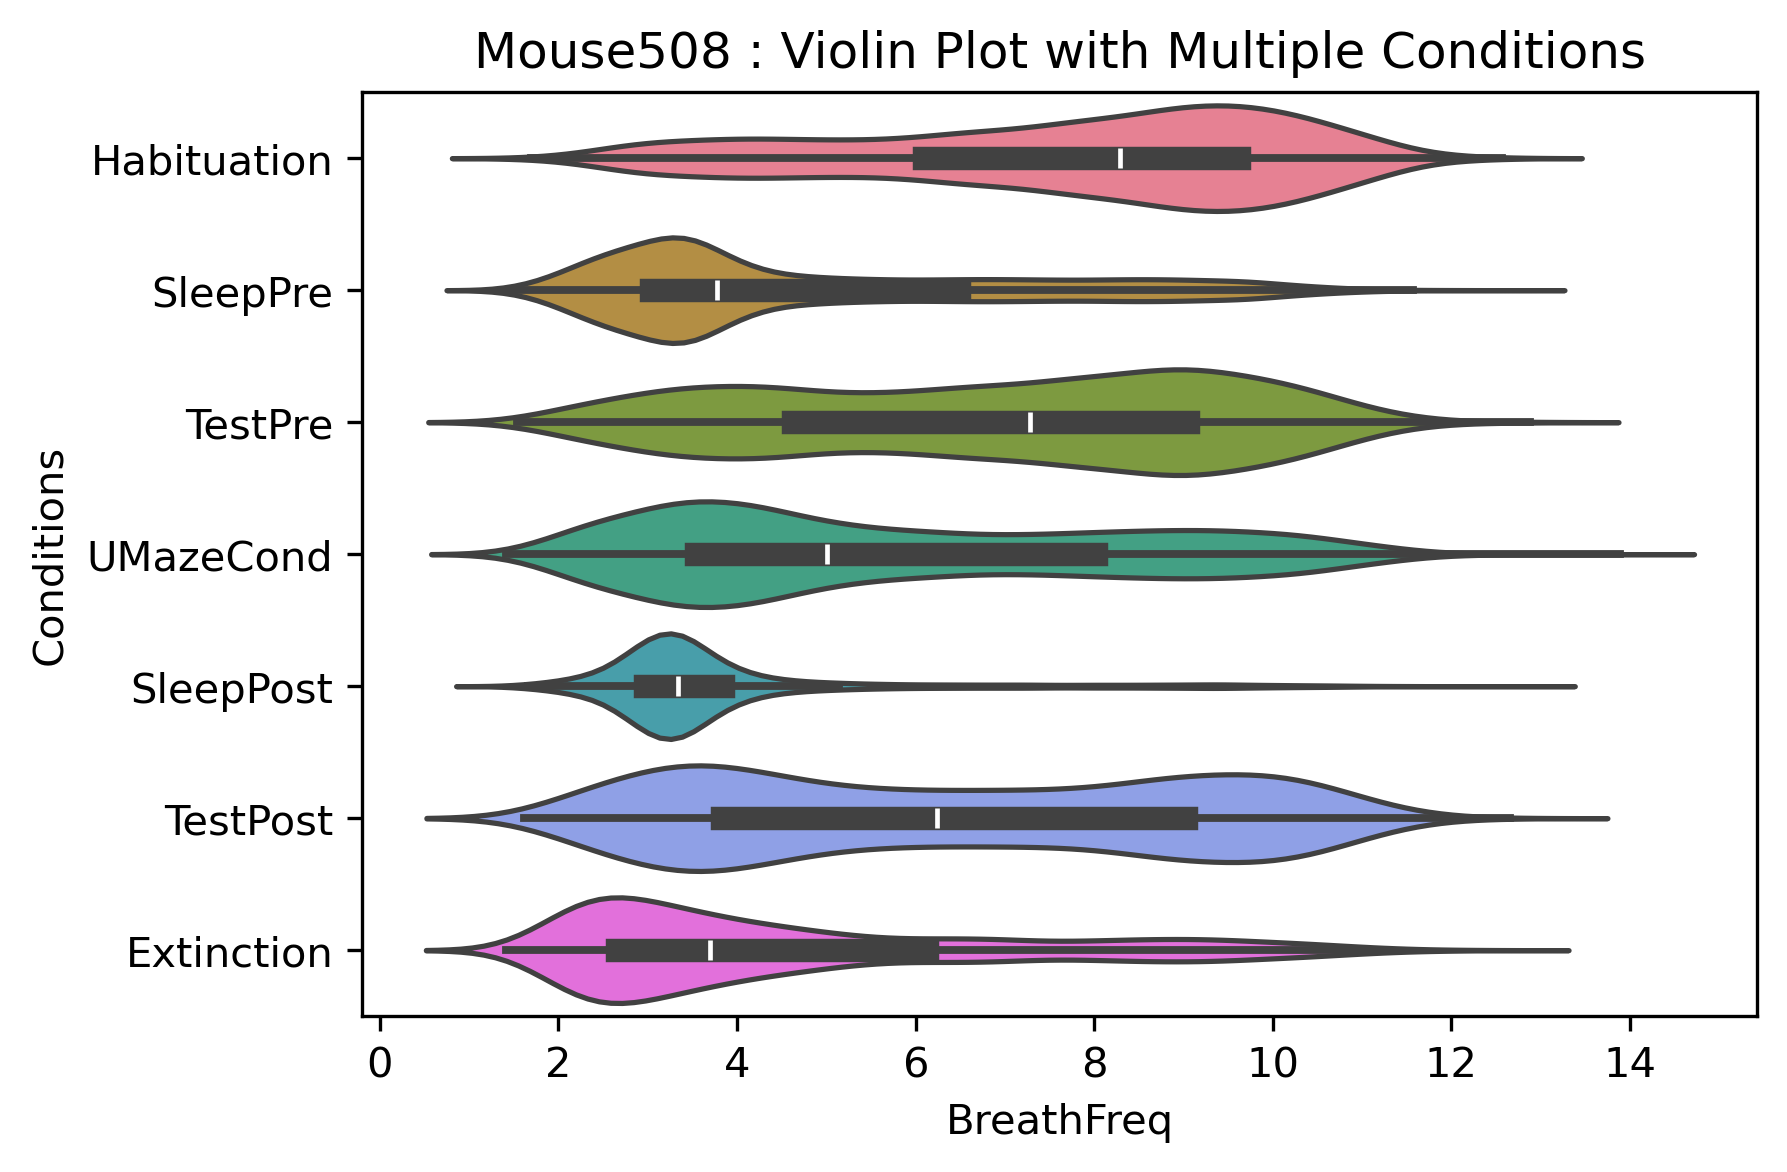 Mouse508 : Violin Plot with Multiple Conditions
Habituation
SleepPre
TestPre
UMazeCond
SleepPost
TestPost
Extinction
Conditions
0 2 4 6 8 10 12 14
BreathFreq